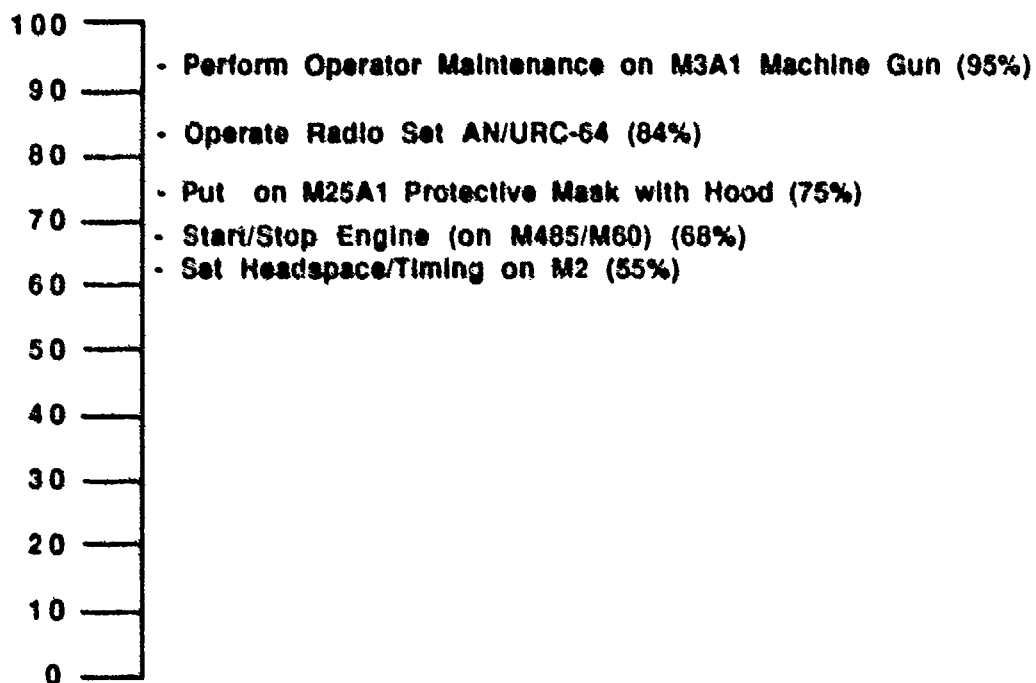 100
- Perform Operator Maintenance on M3A1 Machine Gun (95%)
90
- Operate Radio Set AN/URC-64 (84%)
80
- Put on M25A1 Protective Mask with Hood (75%)
70
- Start/Stop Engine (on M485/M60) (68%)
- Set Headspace/Timing on M2 (55%)
60
50
40
30
20
10
0